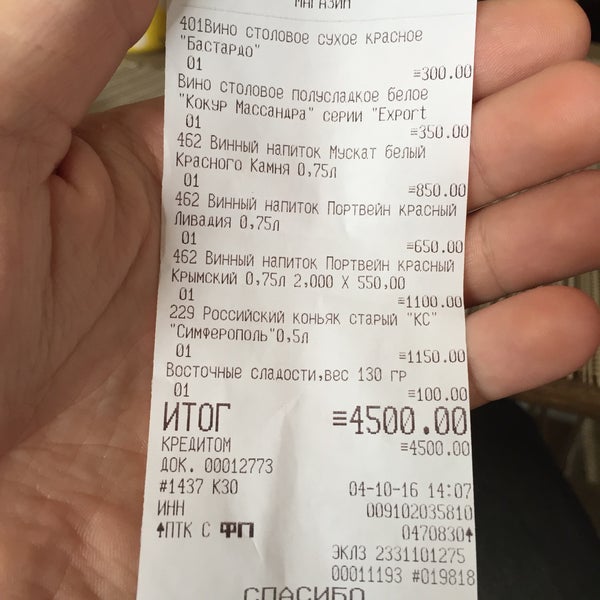 МАГАЗИН
401Вино столовое сухое красное
"Бастардо"
01
≡300.00
Вино столовое полусладкое белое
"Кокур Массандра" серии "Export
01
≡350.00
462 Винный напиток Мускат белый
Красного Камня 0,75л
01
≡850.00
462 Винный напиток Портвейн красный
Ливадия 0,75л
01
≡650.00
462 Винный напиток Портвейн красный
Крымский 0,75л 2,000 X 550,00
01
≡1100.00
229 Российский коньяк старый "КС"
"Симферополь"0,5л
01
≡1150.00
Восточные сладости,вес 130 гр
01
≡100.00
ИТОГ ≡4500.00
КРЕДИТОМ ≡4500.00
ДОК. 00012773
#1437 К30 04-10-16 14:07
ИНН 009102035810
♠ПТК С ФП 0470830♠
ЭКЛЗ 2331101275
00011193 #019818
СПАСИБО